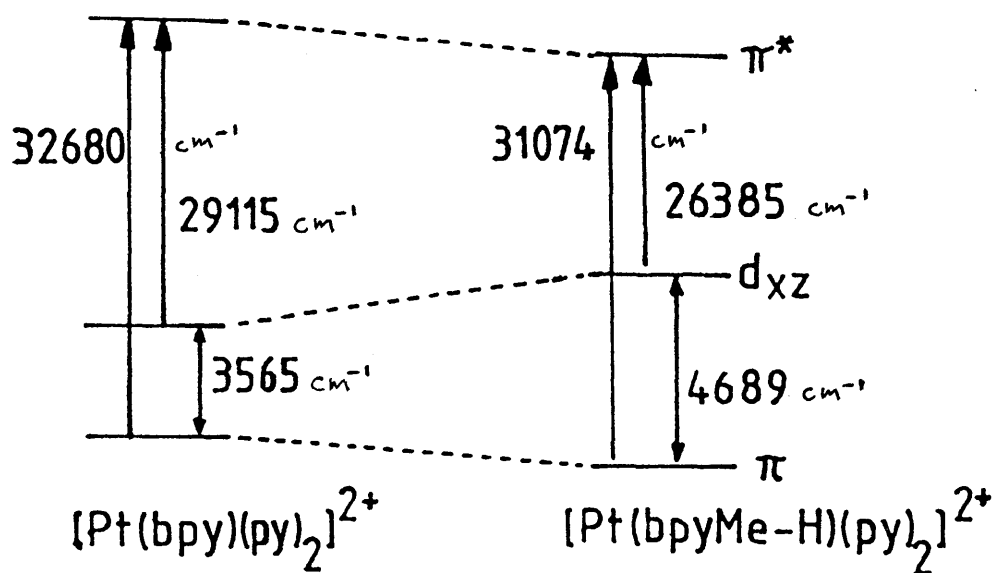 π*
32680 cm⁻¹
29115 cm⁻¹
31074 cm⁻¹
26385 cm⁻¹
dxz
3565 cm⁻¹
4689 cm⁻¹
π
[Pt(bpy)(py)₂]²⁺
[Pt(bpyMe-H)(py)₂]²⁺